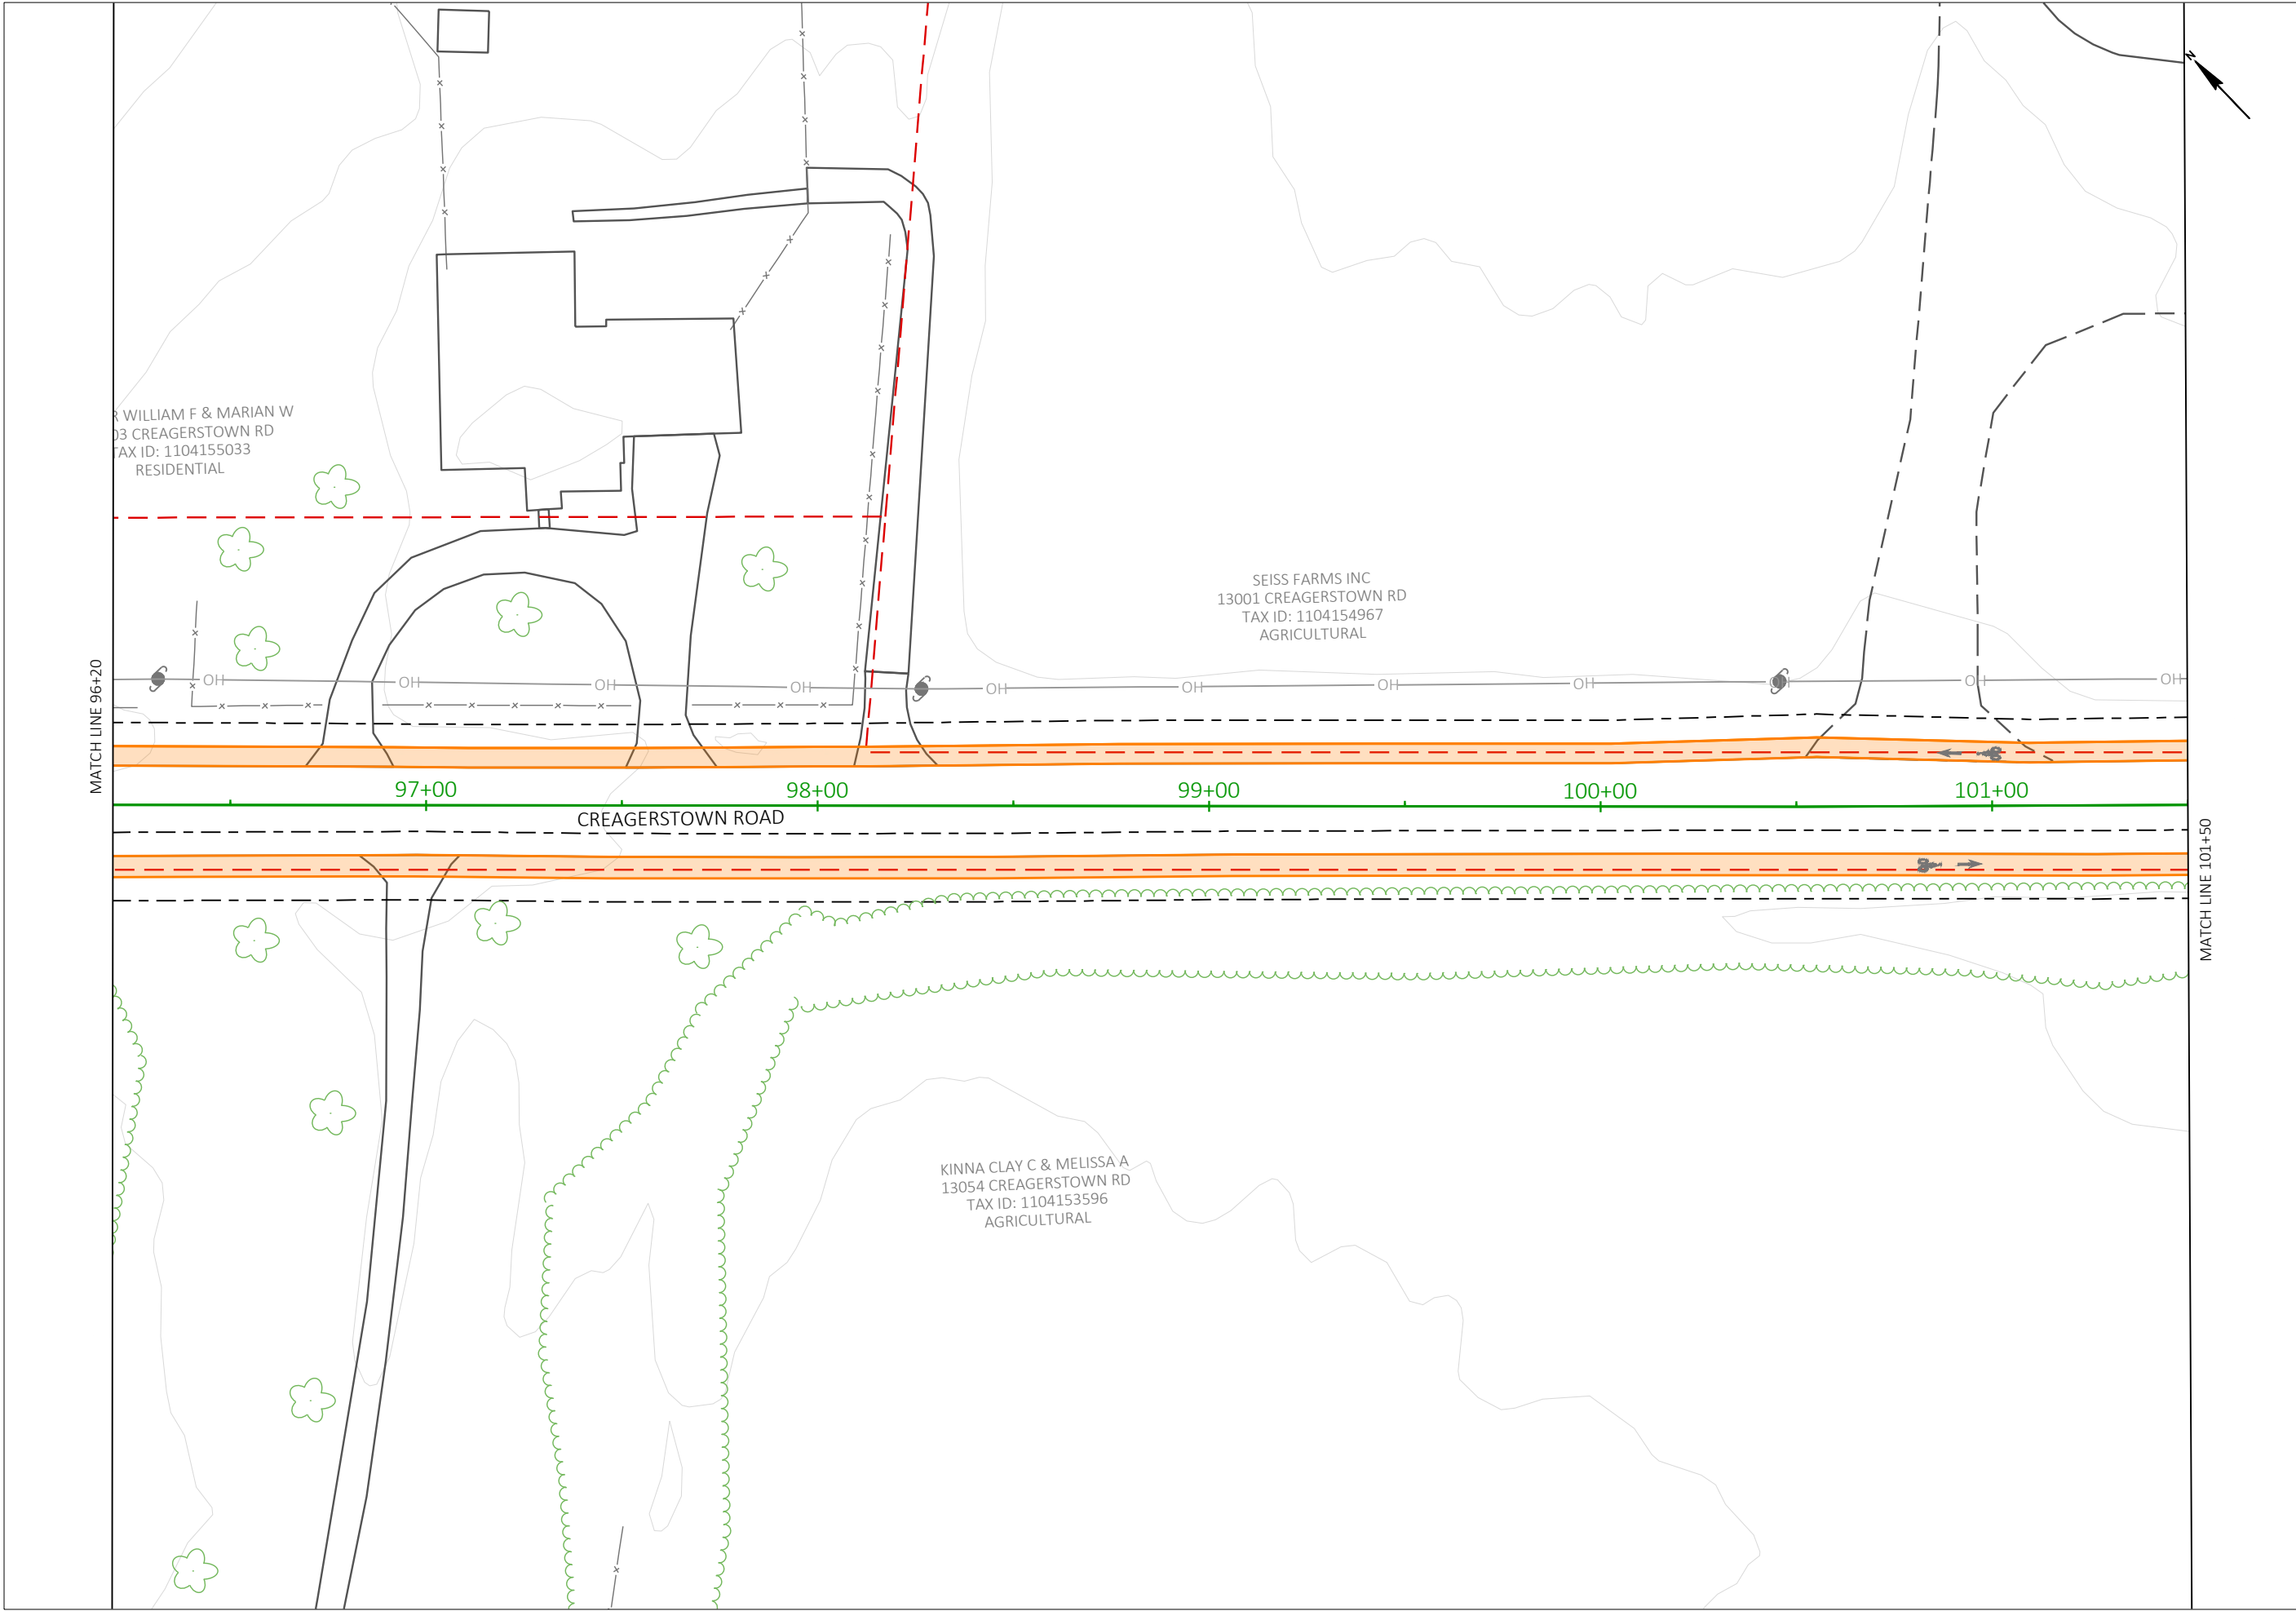 N
R WILLIAM F & MARIAN W
03 CREAGERSTOWN RD
TAX ID: 1104155033
RESIDENTIAL
SEISS FARMS INC
13001 CREAGERSTOWN RD
TAX ID: 1104154967
AGRICULTURAL
MATCH LINE 96+20
OH OH OH OH OH OH OH OH OH OH OH
97+00 98+00 99+00 100+00 101+00
CREAGERSTOWN ROAD
MATCH LINE 101+50
KINNA CLAY C & MELISSA A
13054 CREAGERSTOWN RD
TAX ID: 1104153596
AGRICULTURAL